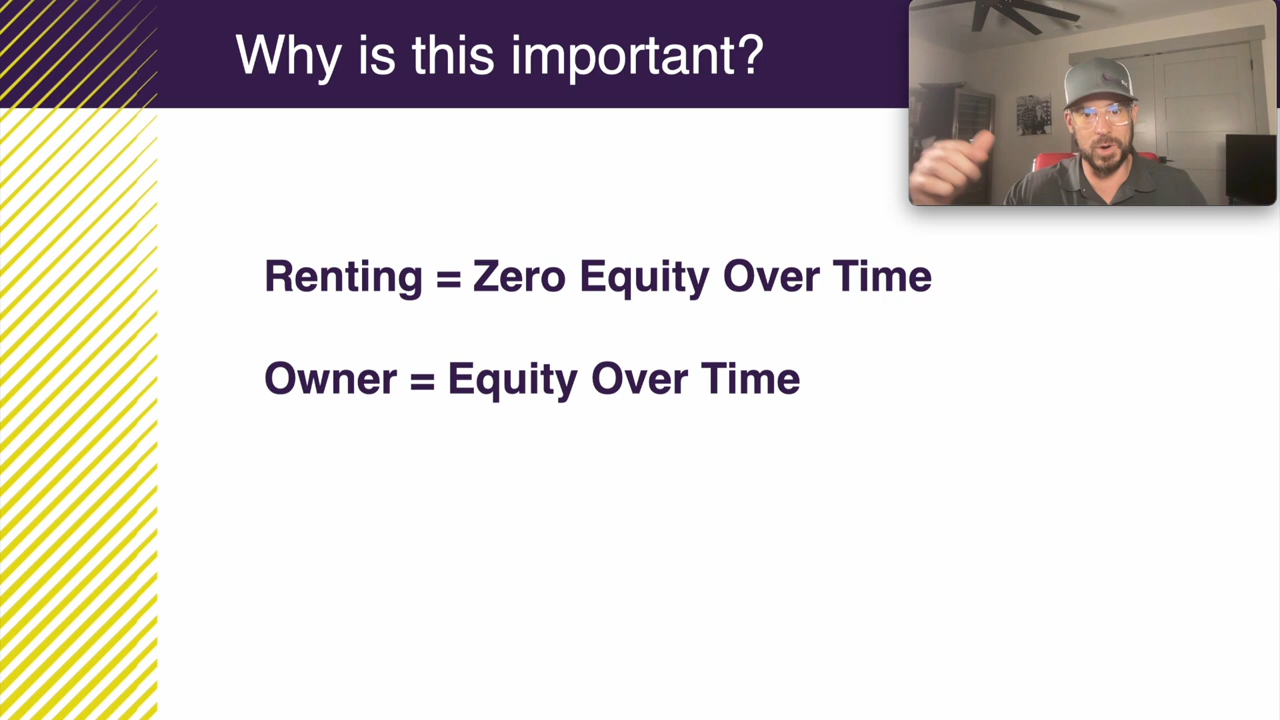 Why is this important?
Renting = Zero Equity Over Time
Owner = Equity Over Time